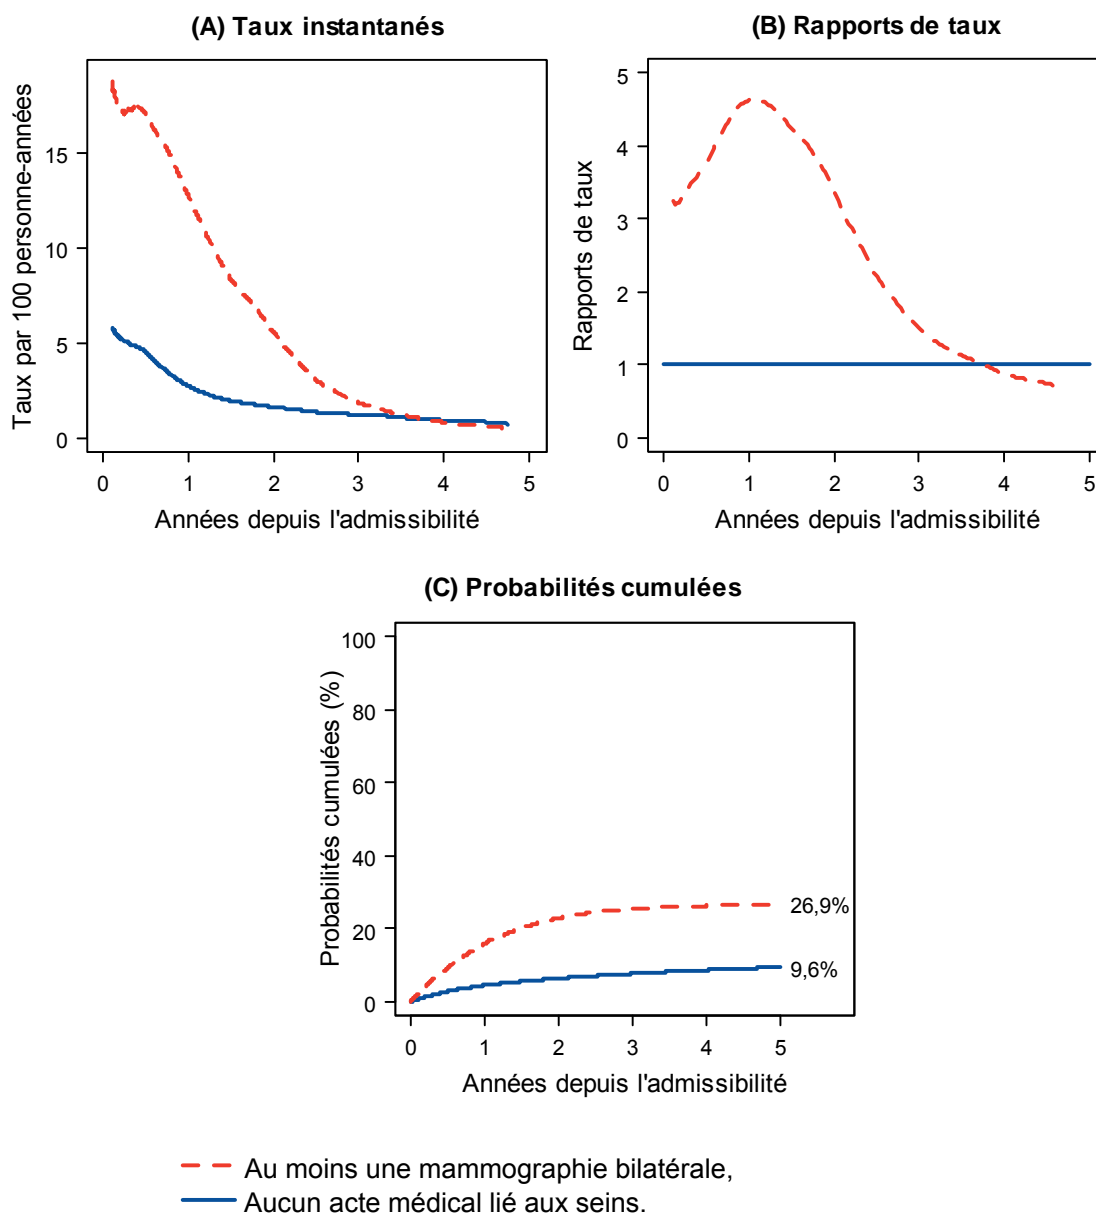 (A) Taux instantanés
Taux par 100 personne-années
15
10
5
0
0 1 2 3 4 5
Années depuis l'admissibilité
(B) Rapports de taux
Rapports de taux
5
4
3
2
1
0
0 1 2 3 4 5
Années depuis l'admissibilité
(C) Probabilités cumulées
Probabilités cumulées (%)
100
80
60
40
20
0
26,9%
9,6%
0 1 2 3 4 5
Années depuis l'admissibilité
Au moins une mammographie bilatérale,
Aucun acte médical lié aux seins.